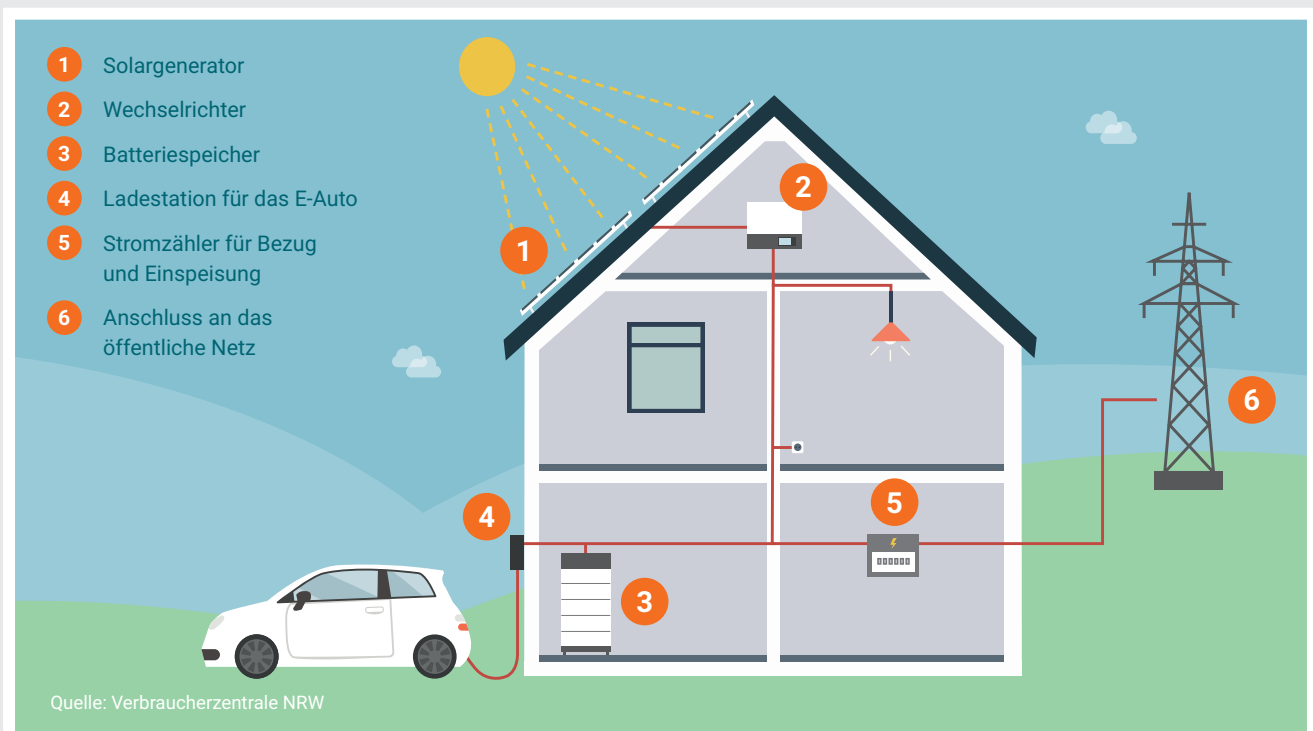 1 Solargenerator
2 Wechselrichter
3 Batteriespeicher
4 Ladestation für das E-Auto
5 Stromzähler für Bezug
und Einspeisung
6 Anschluss an das
öffentliche Netz
2
1
6
5
4
3
Quelle: Verbraucherzentrale NRW